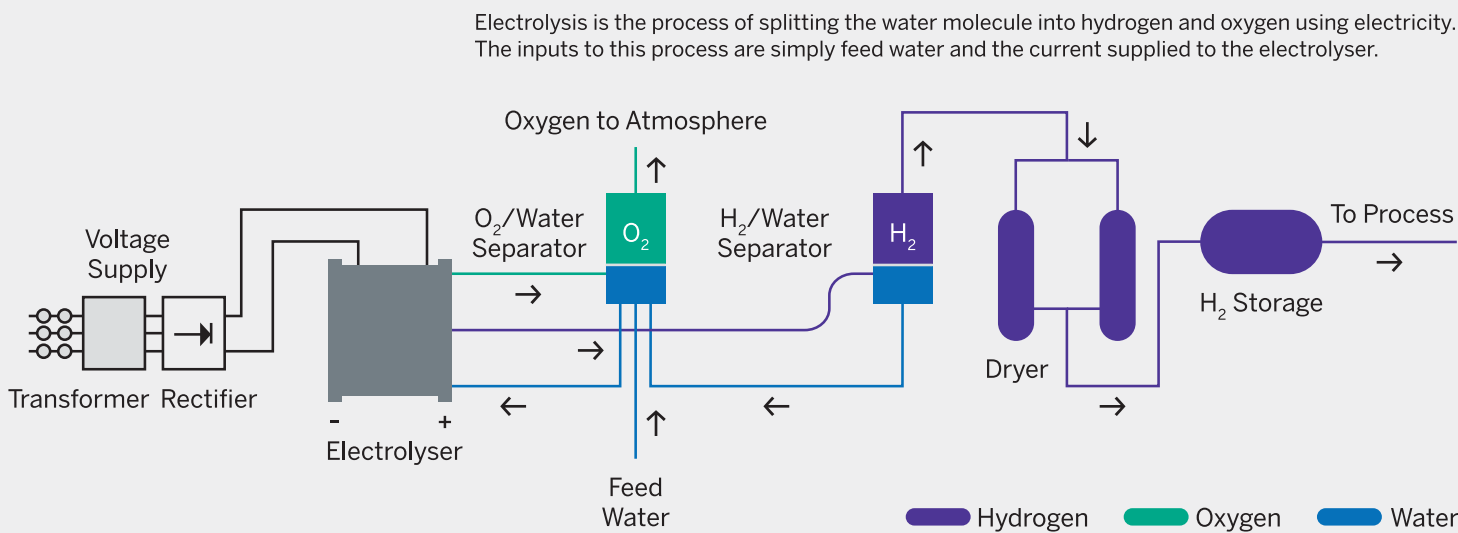 Electrolysis is the process of splitting the water molecule into hydrogen and oxygen using electricity.
The inputs to this process are simply feed water and the current supplied to the electrolyser.
Oxygen to Atmosphere
Voltage
Supply
Transformer
Rectifier
-
+
Electrolyser
O₂/Water
Separator
O₂
Feed
Water
H₂/Water
Separator
H₂
Dryer
H₂ Storage
To Process
Hydrogen
Oxygen
Water